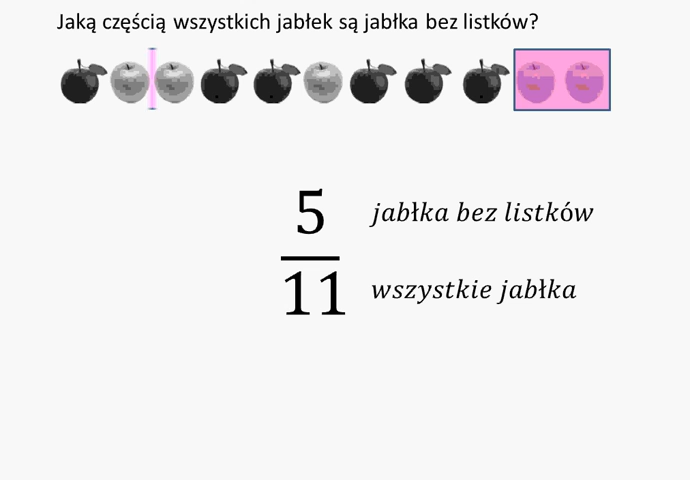 Jaką częścią wszystkich jabłek są jabłka bez listków?
5 jabłka bez listków
11 wszystkie jabłka